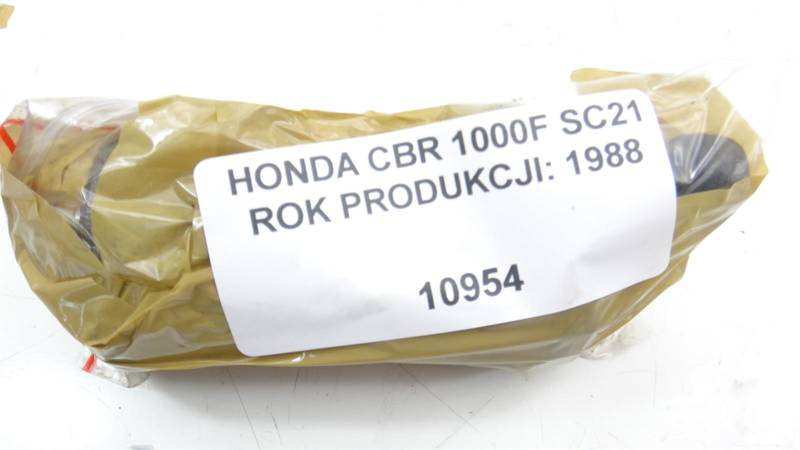 HONDA CBR 1000F SC21
ROK PRODUKCJI: 1988
10954